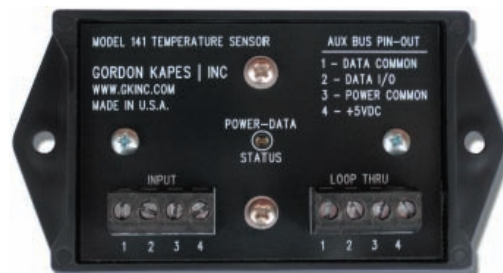 MODEL 141 TEMPERATURE SENSOR
GORDON KAPES | INC
WWW.GKINC.COM
MADE IN U.S.A.
AUX BUS PIN-OUT
1 - DATA COMMON
2 - DATA I/O
3 - POWER COMMON
4 - +5VDC
POWER-DATA
STATUS
INPUT
1 2 3 4
LOOP THRU
1 2 3 4